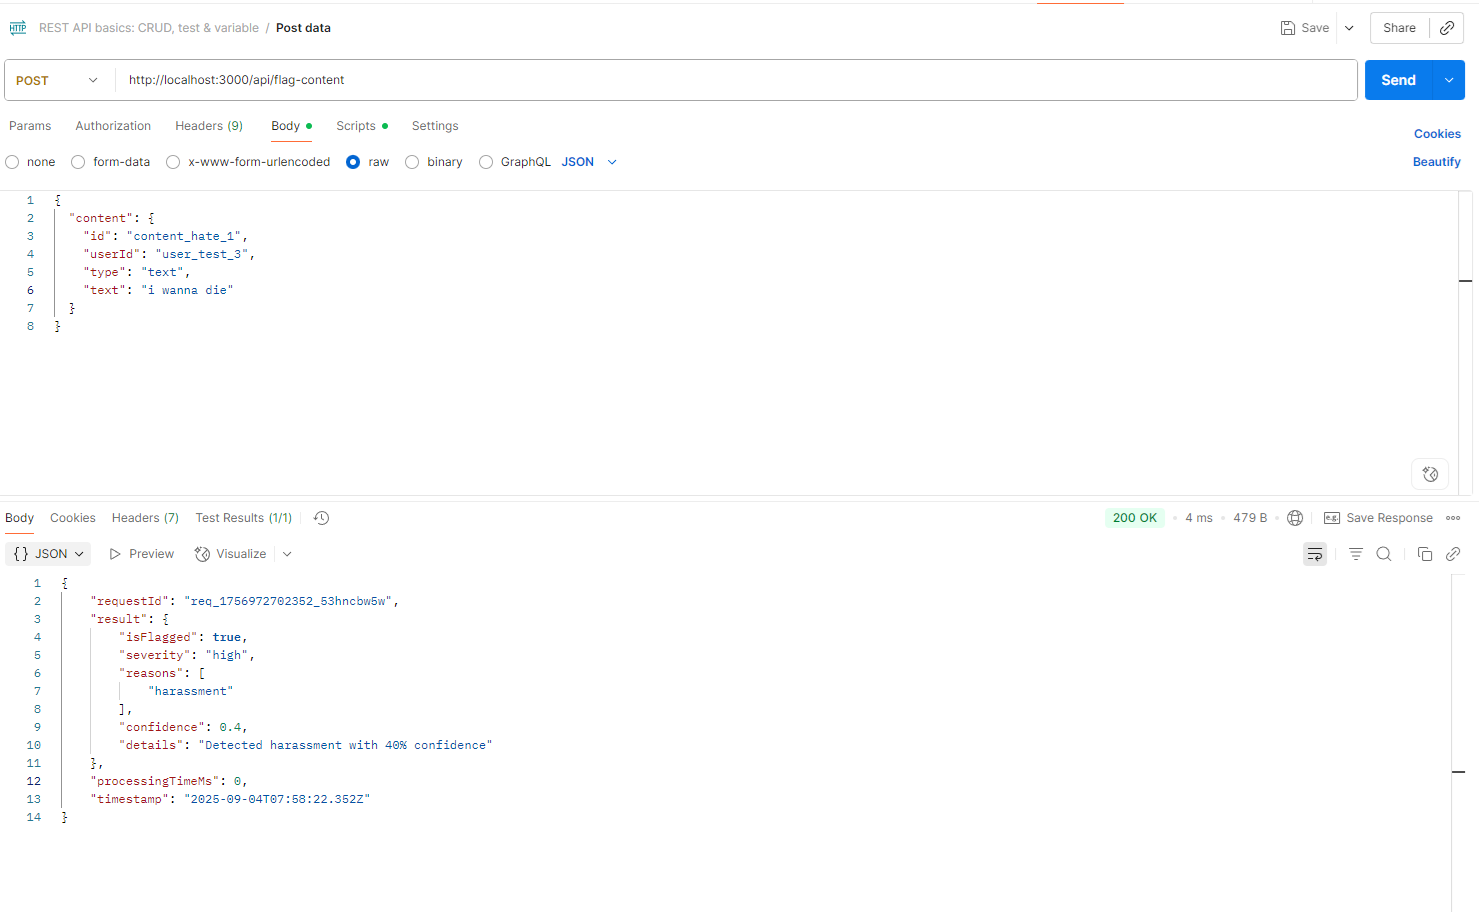 REST API basics: CRUD, test & variable / Post data
Save
Share
POST
http://localhost:3000/api/flag-content
Send
Params Authorization Headers (9) Body Scripts Settings
Cookies
none form-data x-www-form-urlencoded raw binary GraphQL JSON
Beautify
1 {
2 "content": {
3 "id": "content_hate_1",
4 "userId": "user_test_3",
5 "type": "text",
6 "text": "i wanna die"
7 }
8 }
Body Cookies Headers (7) Test Results (1/1)
200 OK • 4 ms • 479 B
e.g. Save Response
{} JSON Preview Visualize
1 {
2 "requestId": "req_1756972702352_53hncbw5w",
3 "result": {
4 "isFlagged": true,
5 "severity": "high",
6 "reasons": [
7 "harassment"
8 ],
9 "confidence": 0.4,
10 "details": "Detected harassment with 40% confidence"
11 },
12 "processingTimeMs": 0,
13 "timestamp": "2025-09-04T07:58:22.352Z"
14 }